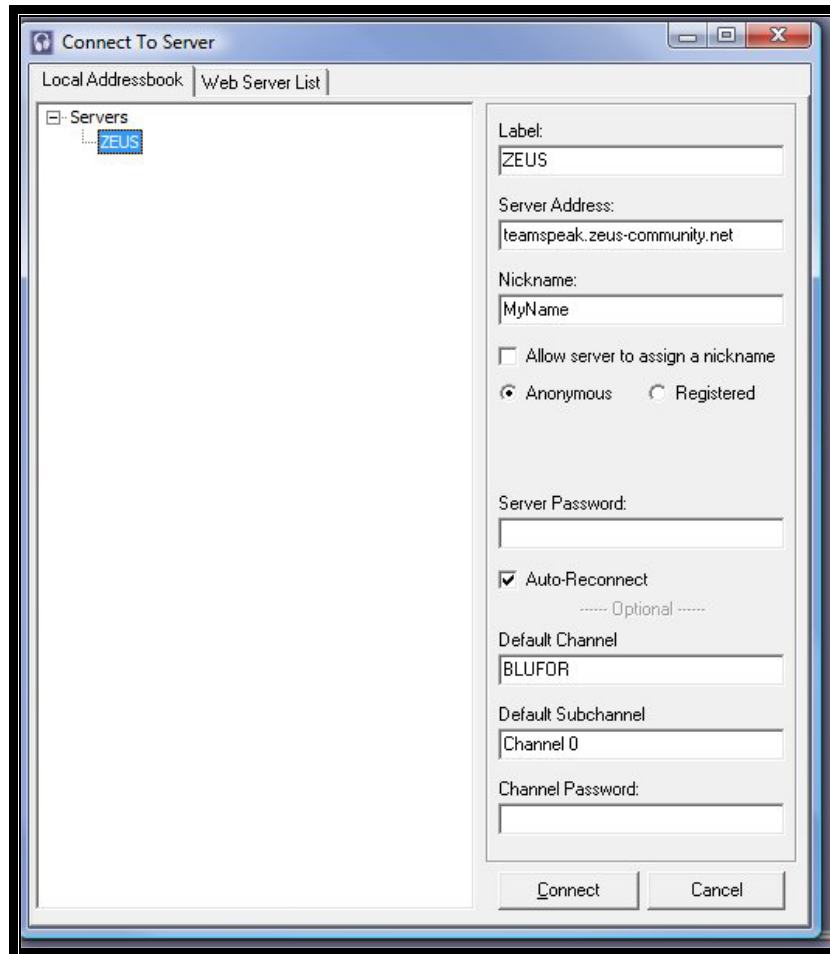 Connect To Server
Local Addressbook Web Server List
Servers
ZEUS
Label:
ZEUS
Server Address:
teamspeak.zeus-community.net
Nickname:
MyName
Allow server to assign a nickname
Anonymous Registered
Server Password:
Auto-Reconnect
------ Optional ------
Default Channel
BLUFOR
Default Subchannel
Channel 0
Channel Password:
Connect Cancel